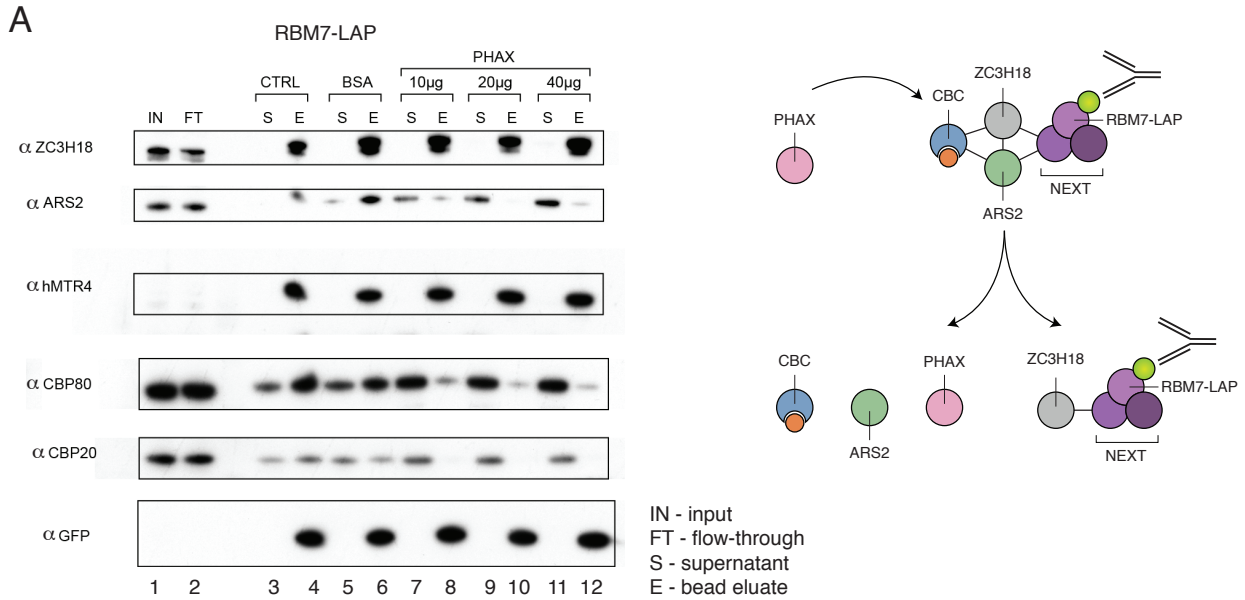 A
RBM7-LAP
PHAX
CTRL BSA 10µg 20µg 40µg
IN FT S E S E S E S E S E
α ZC3H18
α ARS2
α hMTR4
α CBP80
α CBP20
α GFP
1 2 3 4 5 6 7 8 9 10 11 12
IN - input
FT - flow-through
S - supernatant
E - bead eluate
ZC3H18
CBC
PHAX
RBM7-LAP
NEXT
ARS2
CBC
PHAX
ZC3H18
RBM7-LAP
ARS2
NEXT